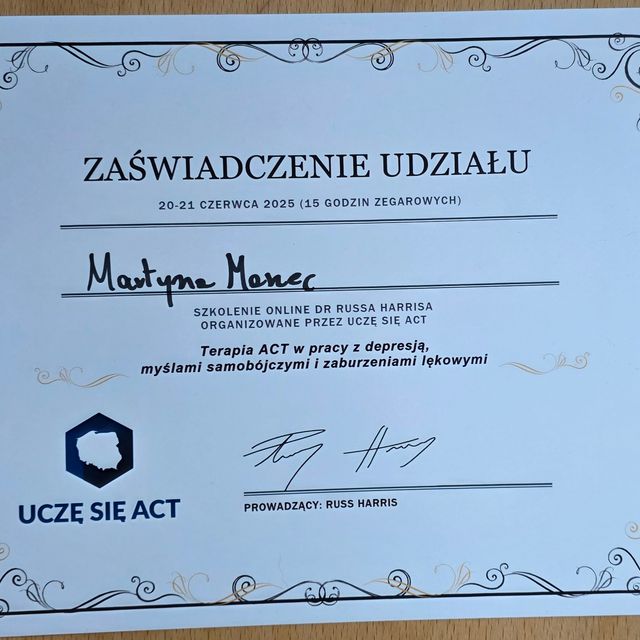 ZAŚWIADCZENIE UDZIAŁU
20-21 CZERWCA 2025 (15 GODZIN ZEGAROWYCH)
Martyna
SZKOLENIE ONLINE DR RUSSA HARRISA
ORGANIZOWANE PRZEZ UCZĘ SIĘ ACT
Terapia ACT w pracy z depresją,
myślami samobójczymi i zaburzeniami lękowymi
UCZĘ SIĘ ACT
PROWADZĄCY: RUSS HARRIS